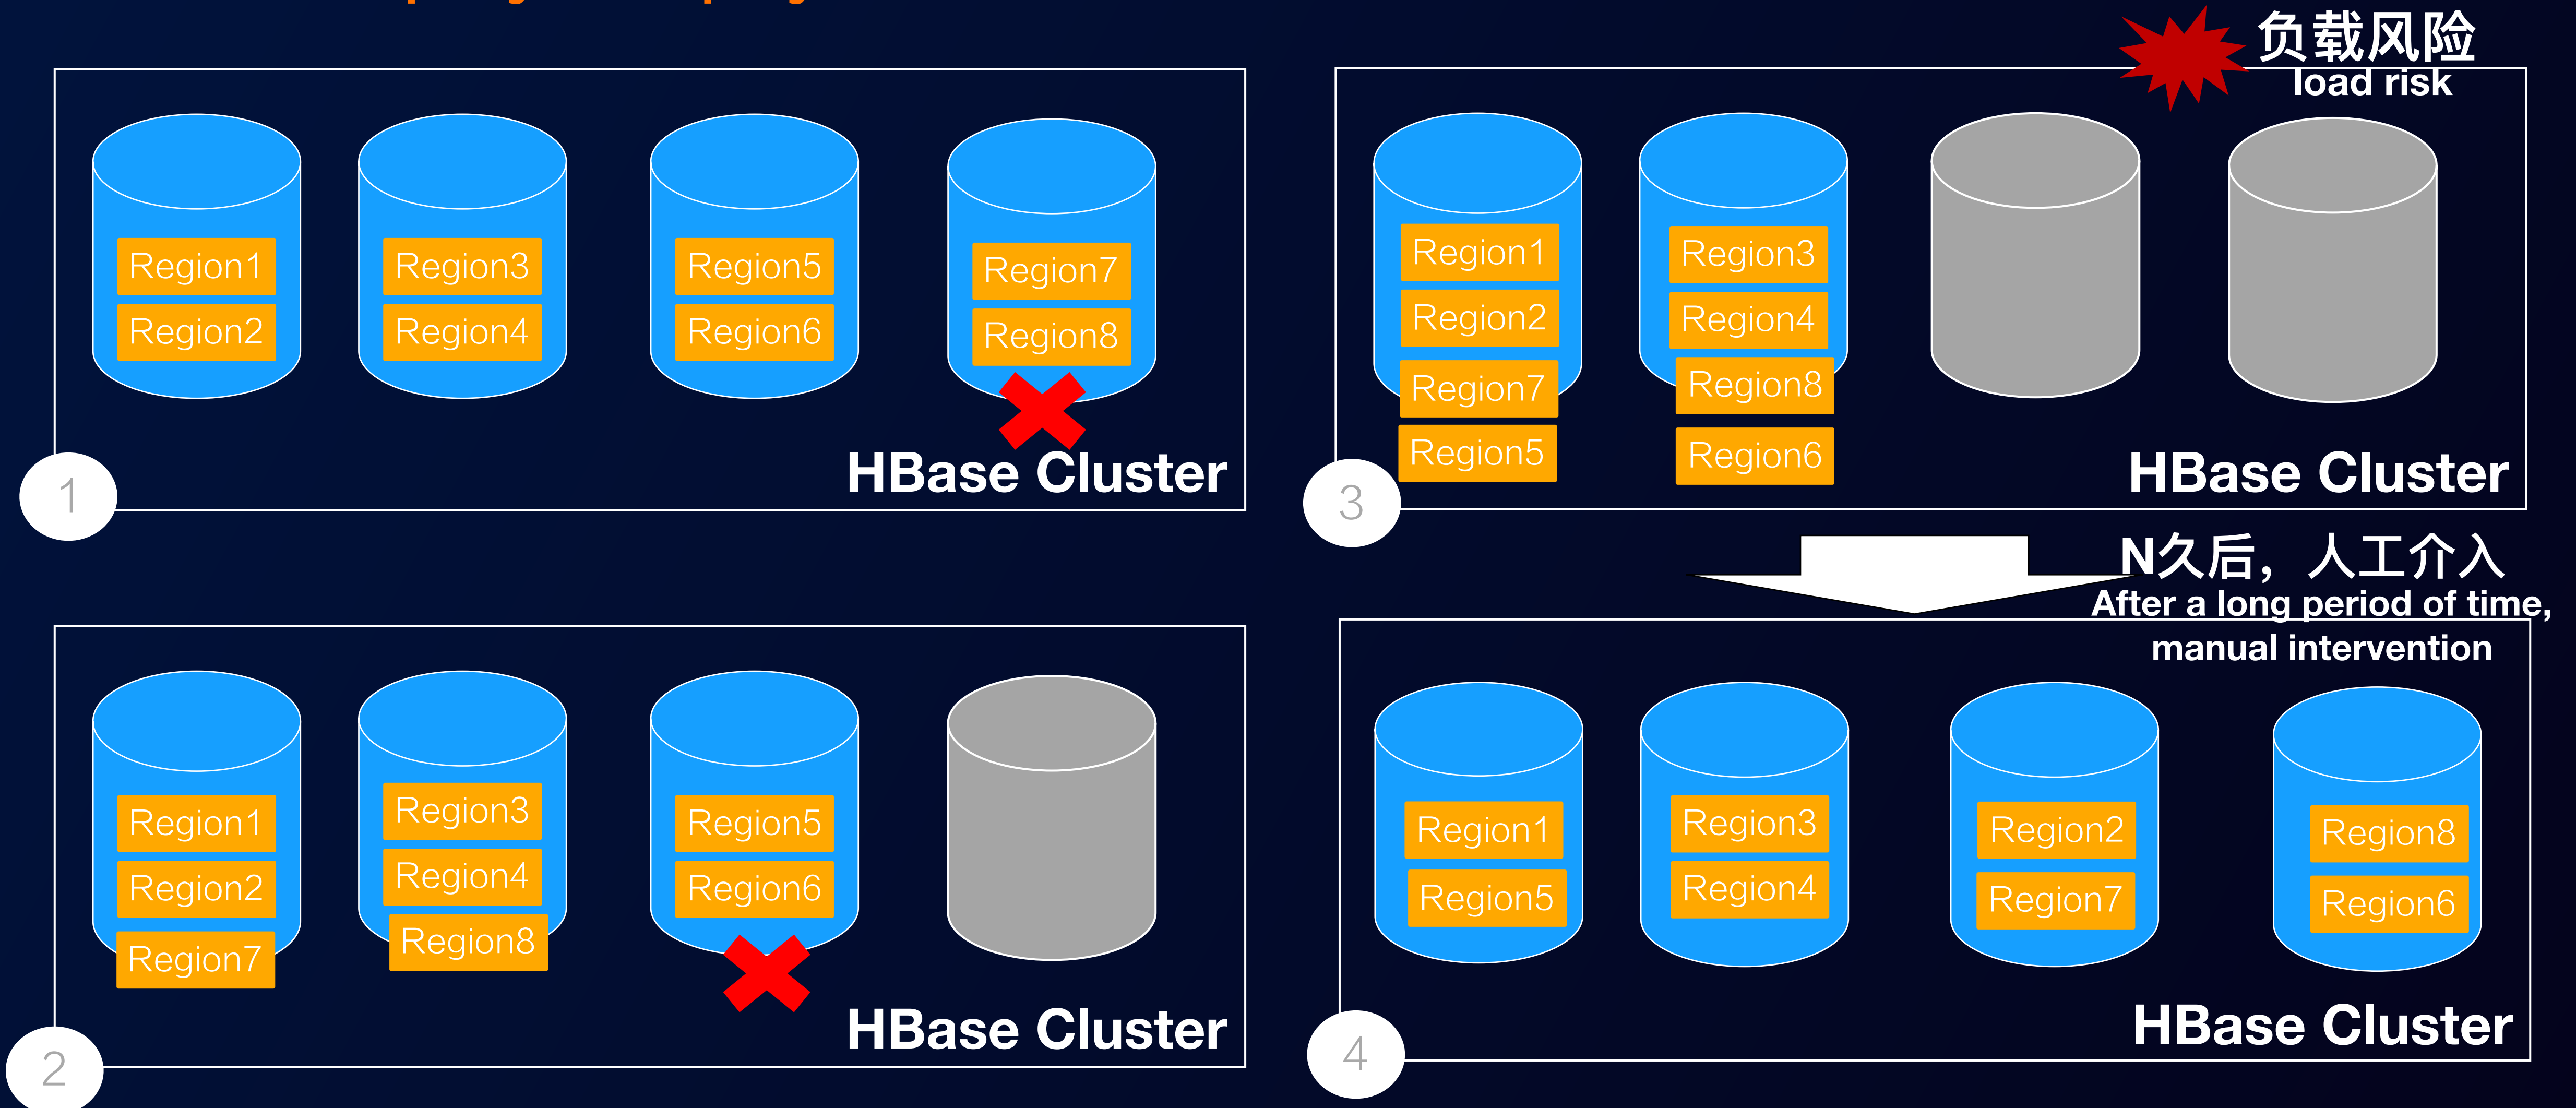 Region1
Region2
Region3
Region4
Region5
Region6
Region7
Region8
HBase Cluster
1
Region1
Region2
Region7
Region3
Region4
Region8
Region5
Region6
HBase Cluster
2
负载风险
load risk
Region1
Region2
Region7
Region5
Region3
Region4
Region8
Region6
HBase Cluster
3
N久后，人工介入
After a long period of time,
manual intervention
Region1
Region5
Region3
Region4
Region2
Region7
Region8
Region6
HBase Cluster
4